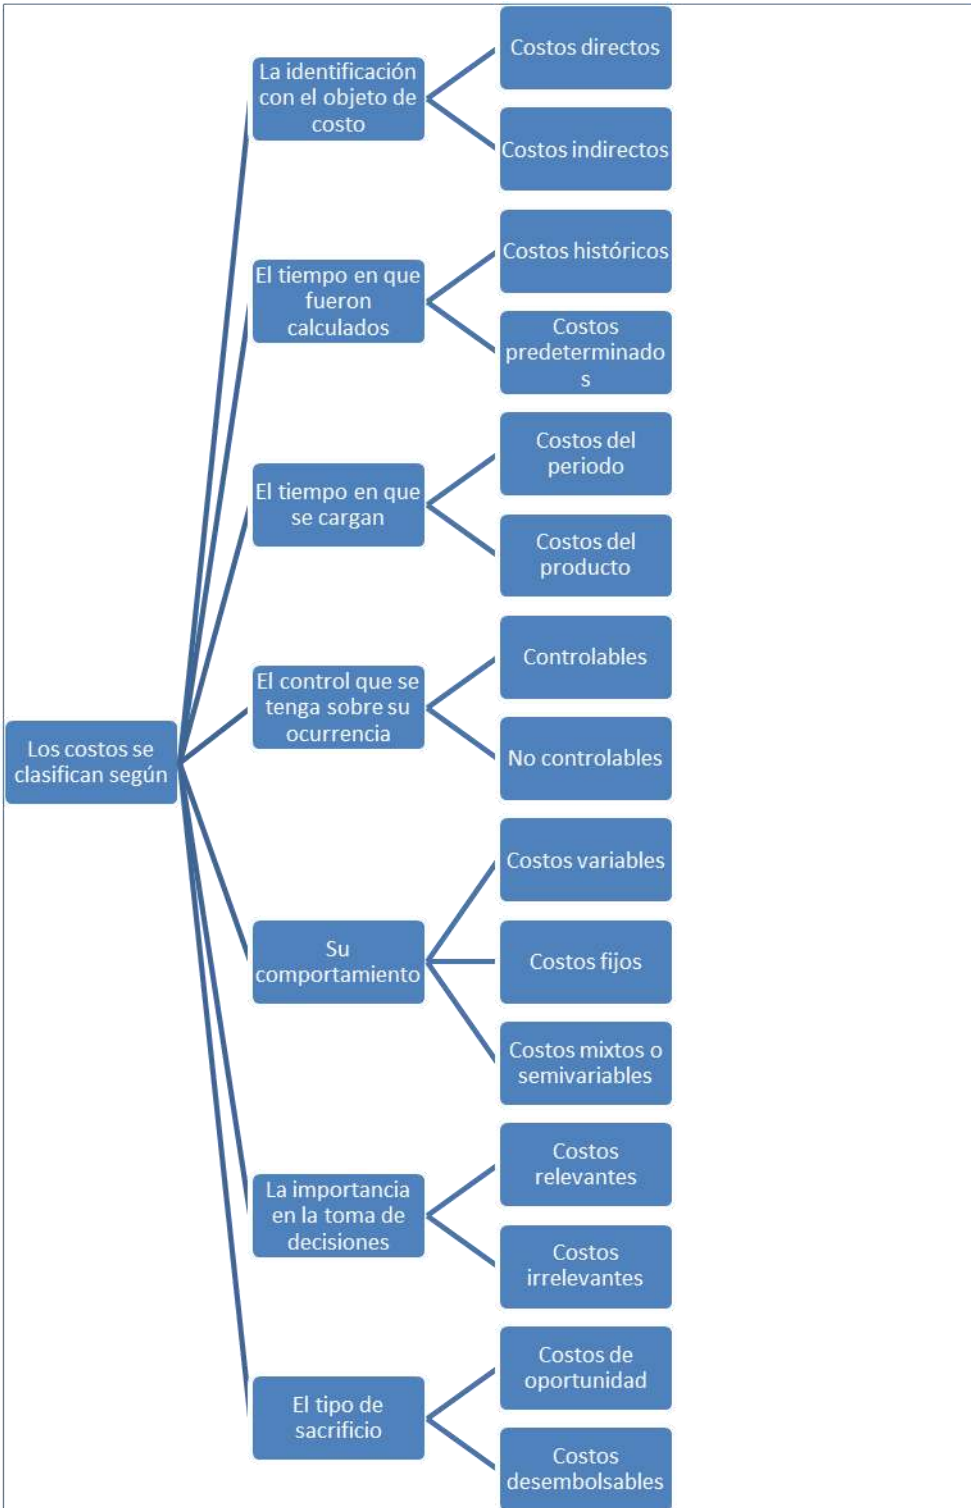 Los costos se
clasifican según
La identificación
con el objeto de
costo
Costos directos
Costos indirectos
El tiempo en que
fueron
calculados
Costos históricos
Costos
predeterminado
s
El tiempo en que
se cargan
Costos del
periodo
Costos del
producto
El control que se
tenga sobre su
ocurrencia
Controlables
No controlables
Su
comportamiento
Costos variables
Costos fijos
Costos mixtos o
semivariables
La importancia
en la toma de
decisiones
Costos
relevantes
Costos
irrelevantes
El tipo de
sacrificio
Costos de
oportunidad
Costos
desembolsables